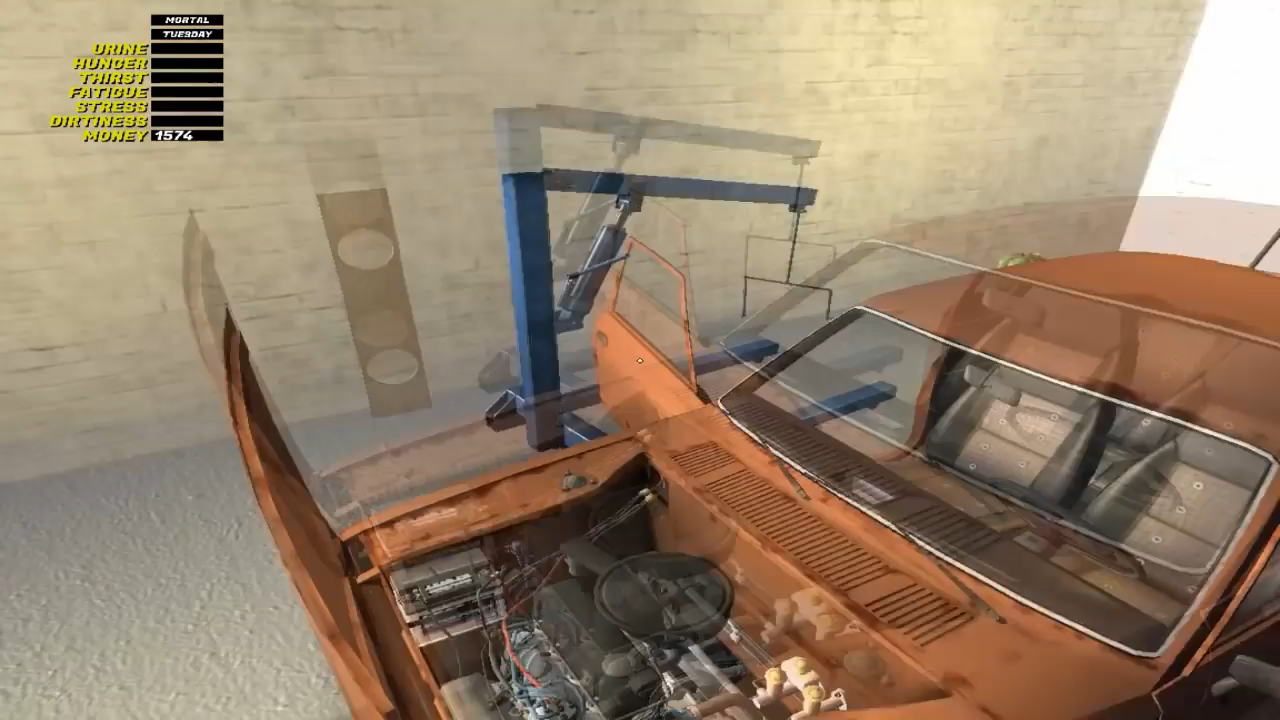 MORTAL
TUESDAY
URINE
HUNGER
THIRST
FATIGUE
STRESS
DIRTINESS
MONEY 1574